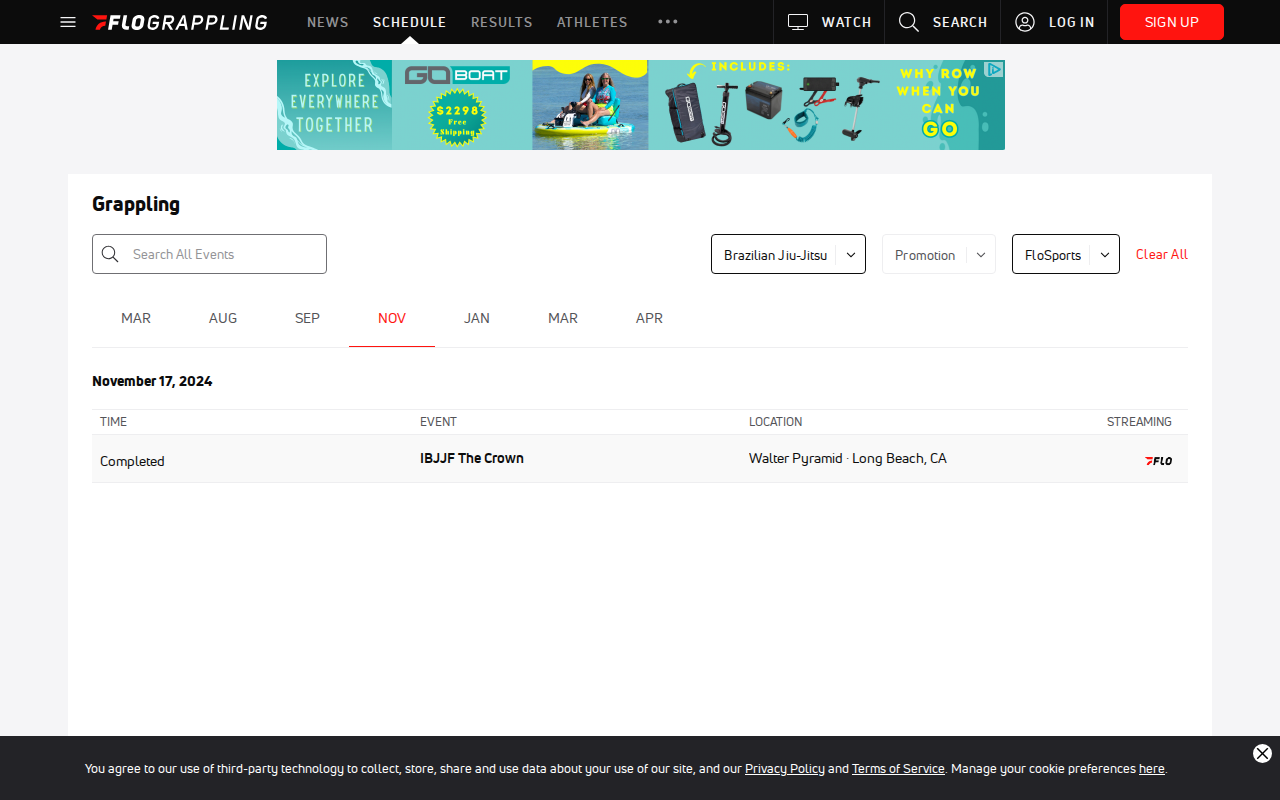 FLOGRAPPLING NEWS SCHEDULE RESULTS ATHLETES WATCH SEARCH LOG IN SIGN UP
EXPLORE
EVERYWHERE
TOGETHER
GO BOAT
$2298
Free
Shipping
INCLUDES:
WHY ROW
WHEN YOU
CAN
GO
Grappling
Search All Events
Brazilian Jiu-Jitsu Promotion FloSports Clear All
MAR AUG SEP NOV JAN MAR APR
November 17, 2024
TIME EVENT LOCATION STREAMING
Completed IBJJF The Crown Walter Pyramid · Long Beach, CA FLO
You agree to our use of third-party technology to collect, store, share and use data about your use of our site, and our Privacy Policy and Terms of Service. Manage your cookie preferences here.